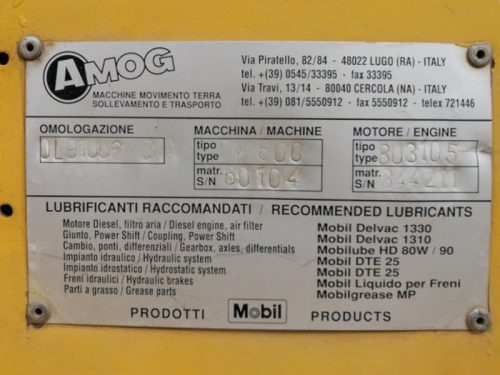 AMOG
MACCHINE MOVIMENTO TERRA
SOLLEVAMENTO E TRASPORTO
Via Piratello, 82/84 - 48022 LUGO (RA) - ITALY
tel. +(39) 0545/33395 - fax 33395
Via Travi, 13/14 - 80040 CERCOLA (NA) - ITALY
tel. +(39) 081/5550912 - fax 5550912 - telex 721446
OMOLOGAZIONE
MACCHINA / MACHINE
tipo
type
matr.
S/N
60104
MOTORE / ENGINE
tipo
type
803105
matr.
S/N
844211
LUBRIFICANTI RACCOMANDATI / RECOMMENDED LUBRICANTS
Motore Diesel, filtro aria / Diesel engine, air filter Mobil Delvac 1330
Giunto, Power Shift / Coupling, Power Shift Mobil Delvac 1310
Cambio, ponti, differenziali / Gearbox, axles, differentials Mobilube HD 80W / 90
Impianto idraulico / Hydraulic system Mobil DTE 25
Impianto idrostatico / Hydrostatic system Mobil DTE 25
Freni idraulici / Hydraulic brakes Mobil Liquido per Freni
Parti a grasso / Grease parts Mobilgrease MP
PRODOTTI Mobil PRODUCTS